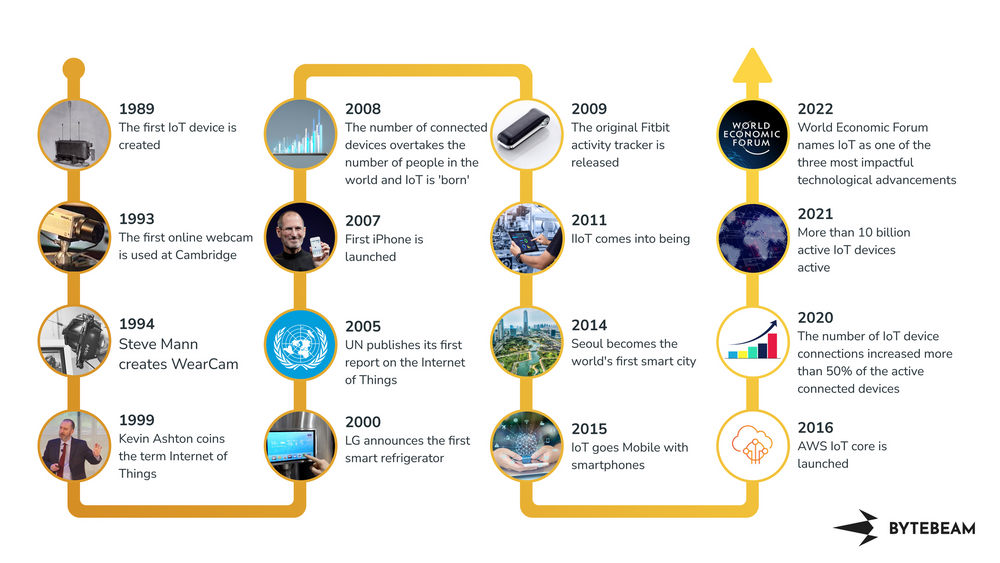 1989
The first IoT device is
created
1993
The first online webcam
is used at Cambridge
1994
Steve Mann
creates WearCam
1999
Kevin Ashton coins
the term Internet of
Things
2000
LG announces the first
smart refrigerator
2005
UN publishes its first
report on the Internet
of Things
2007
First iPhone is
launched
2008
The number of connected
devices overtakes the
number of people in the
world and IoT is 'born'
2009
The original Fitbit
activity tracker is
released
2011
IIoT comes into being
2014
Seoul becomes the
world's first smart city
2015
IoT goes Mobile with
smartphones
2016
AWS IoT core is
launched
2020
The number of IoT device
connections increased more
than 50% of the active
connected devices
2021
More than 10 billion
active IoT devices
active
2022
World Economic Forum
names IoT as one of the
three most impactful
technological advancements
WORLD
ECONOMIC
FORUM
BYTEBEAM